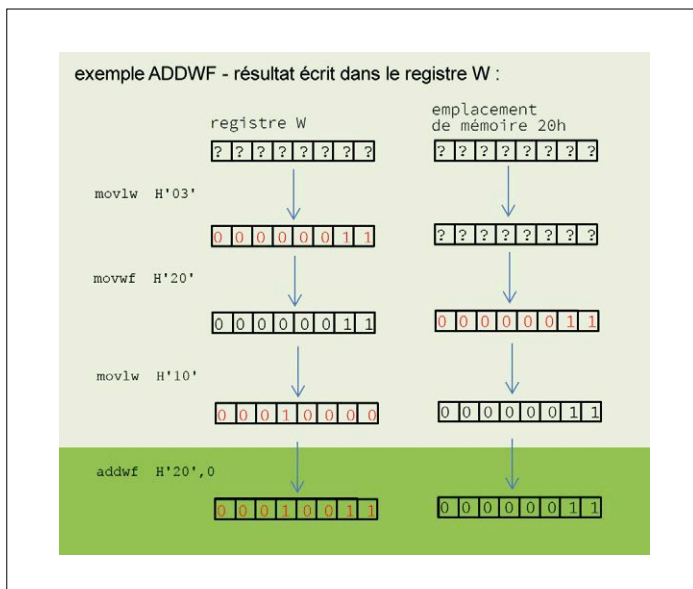 exemple ADDWF - résultat écrit dans le registre W :
registre W
emplacement
de mémoire 20h
? ? ? ? ? ? ? ?
? ? ? ? ? ? ? ?
movlw H'03'
0 0 0 0 0 0 1 1
? ? ? ? ? ? ? ?
movwf H'20'
0 0 0 0 0 0 1 1
0 0 0 0 0 0 1 1
movlw H'10'
0 0 0 1 0 0 0 0
0 0 0 0 0 0 1 1
addwf H'20',0
0 0 0 1 0 0 1 1
0 0 0 0 0 0 1 1